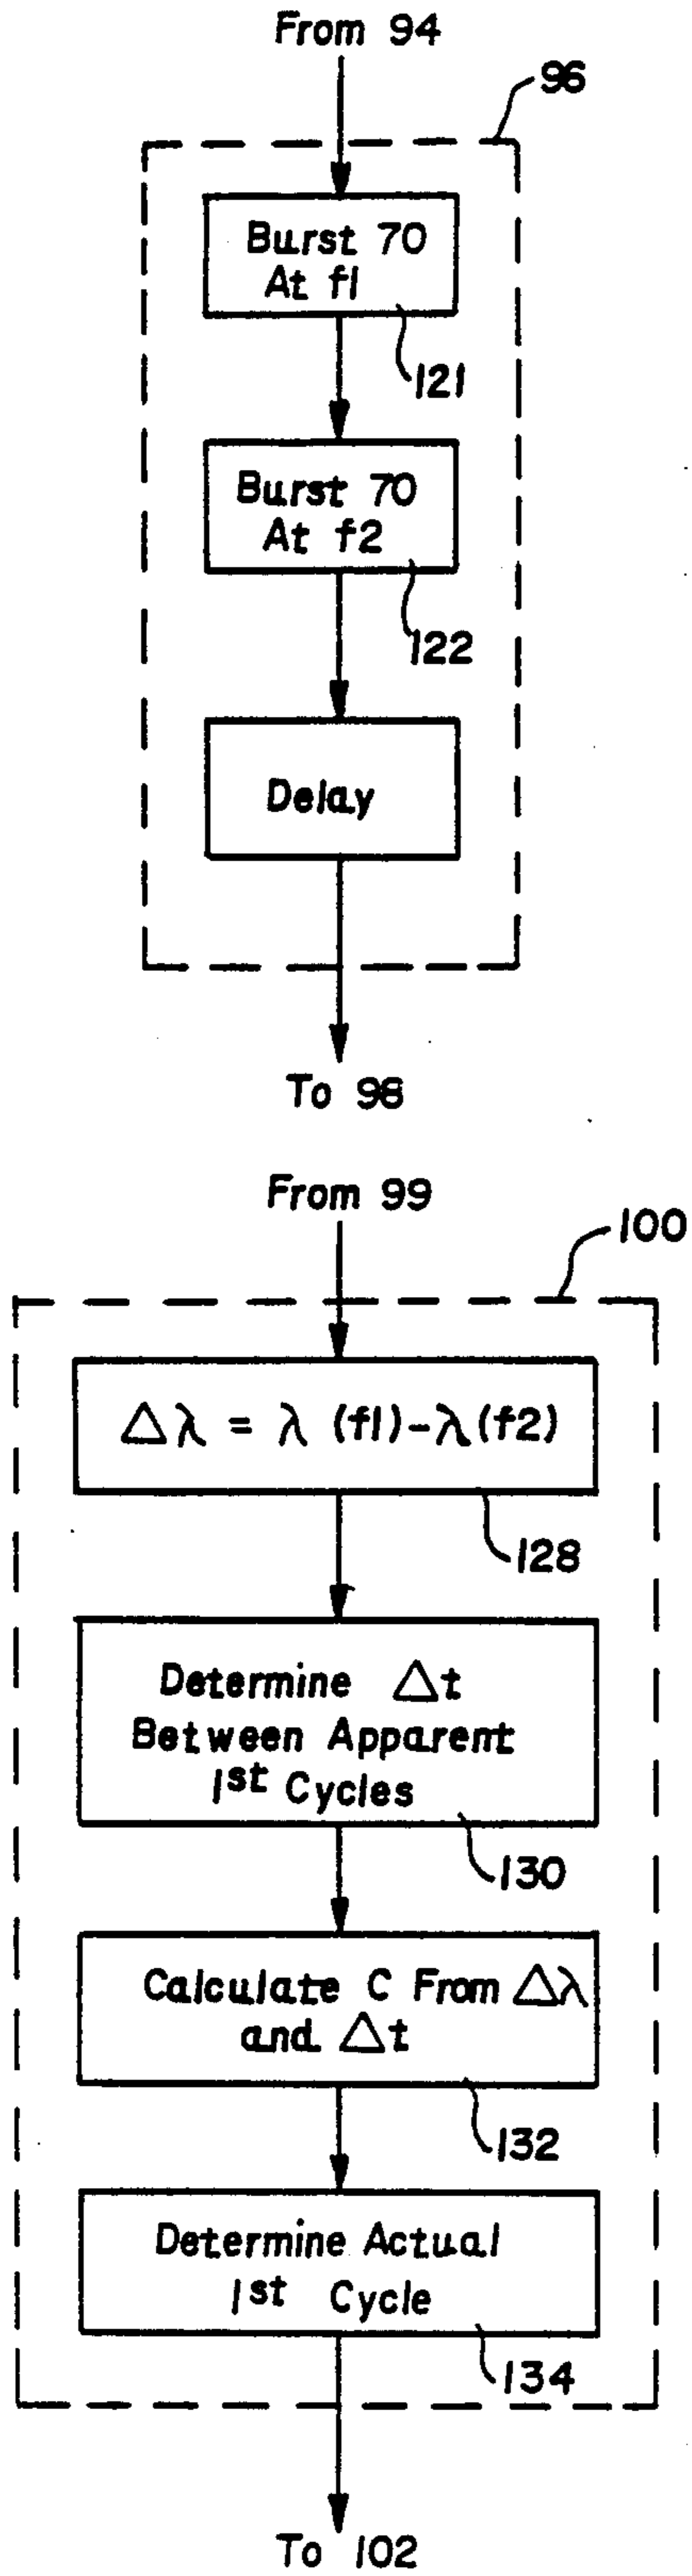 From 94
96
Burst 70
At f1
121
Burst 70
At f2
122
Delay
To 98
From 99
100
Δλ = λ (f1)-λ(f2)
128
Determine Δt
Between Apparent
1st Cycles
130
Calculate C From Δλ
and Δt
132
Determine Actual
1st Cycle
134
To 102